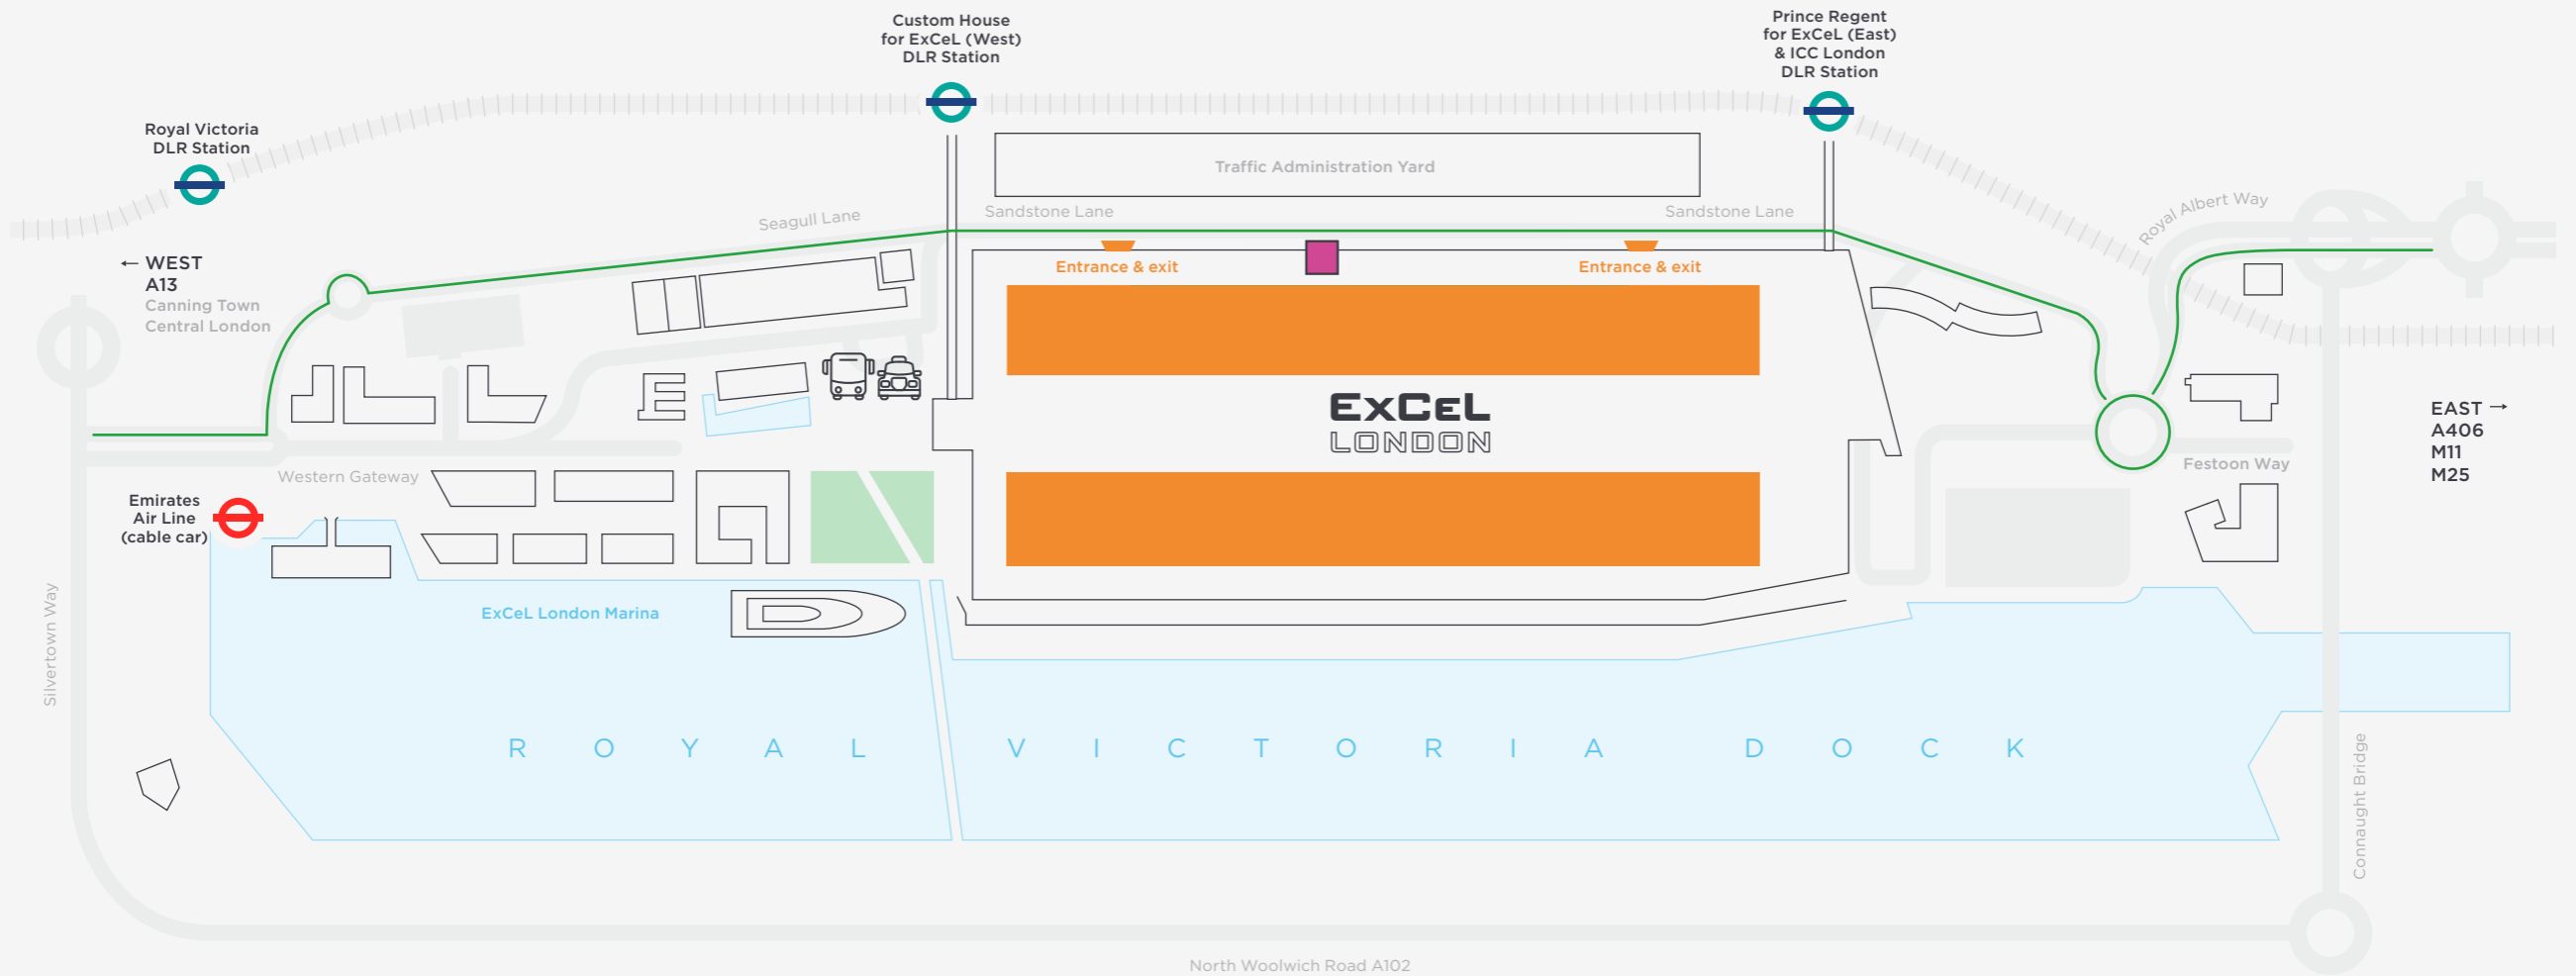 Custom House
for ExCeL (West)
DLR Station
Prince Regent
for ExCeL (East)
& ICC London
DLR Station
Royal Victoria
DLR Station
Traffic Administration Yard
Seagull Lane
Sandstone Lane
Sandstone Lane
Royal Albert Way
← WEST
A13
Canning Town
Central London
Entrance & exit
Entrance & exit
EXCEL
LONDON
EAST →
A406
M11
M25
Western Gateway
Festoon Way
Emirates
Air Line
(cable car)
Silvertown Way
ExCeL London Marina
ROYAL VICTORIA DOCK
Connaught Bridge
North Woolwich Road A102